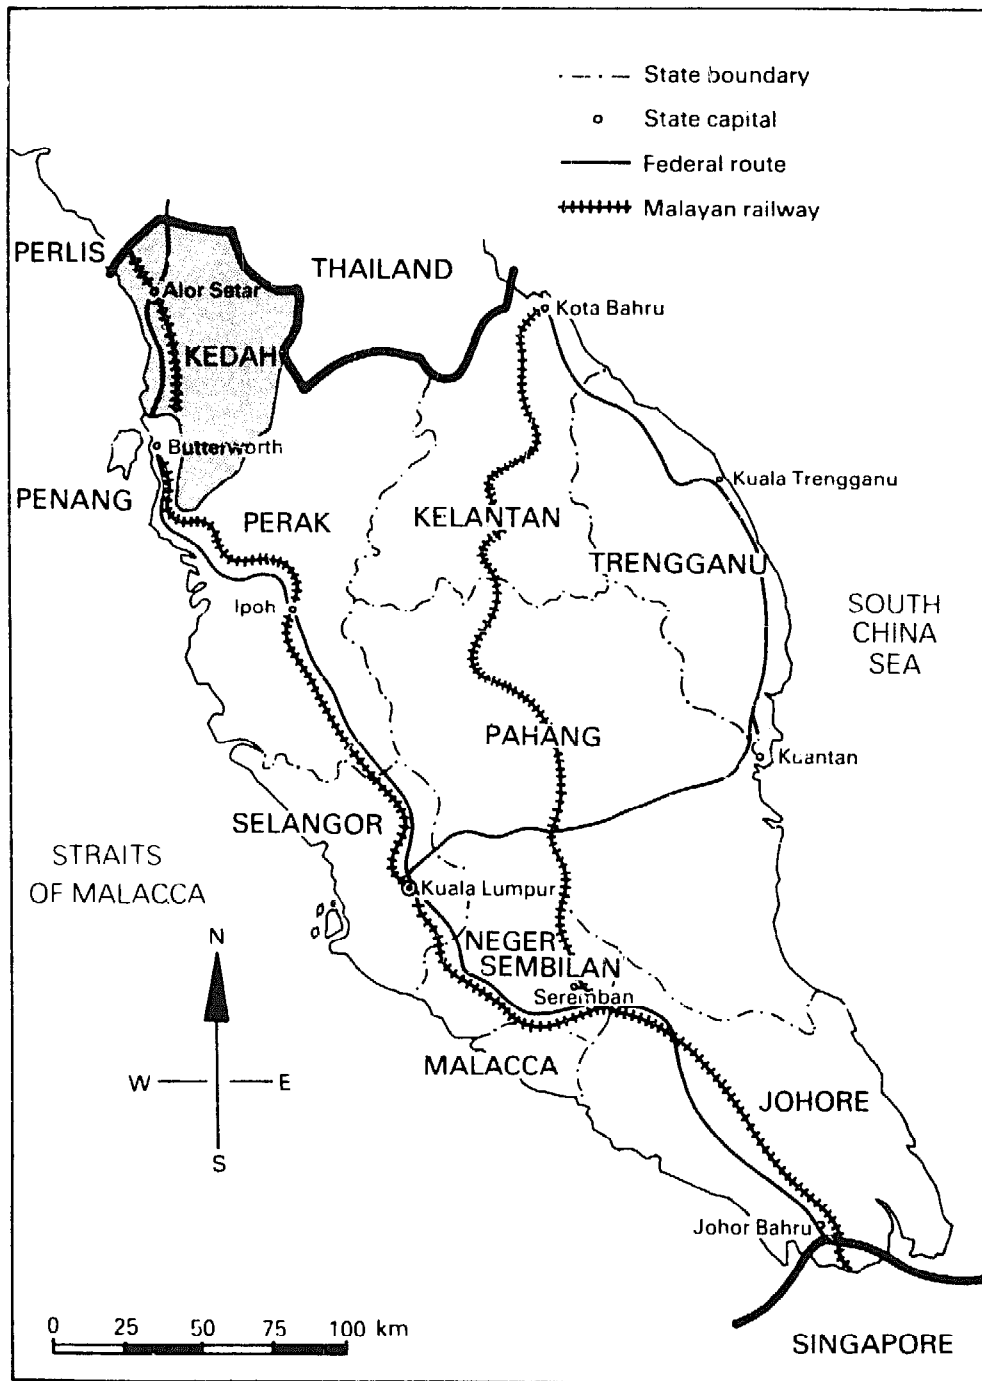 State boundary
State capital
Federal route
Malayan railway
PERLIS
THAILAND
Alor Setar
Kota Bahru
KEDAH
Butterworth
PENANG
PERAK
KELANTAN
Kuala Trengganu
TRENGGANU
Ipoh
SOUTH
CHINA
SEA
PAHANG
Kuantan
SELANGOR
STRAITS
OF MALACCA
Kuala Lumpur
N
NEGER
SEMBILAN
Seremban
MALACCA
W
E
JOHORE
S
Johor Bahru
0 25 50 75 100 km
SINGAPORE